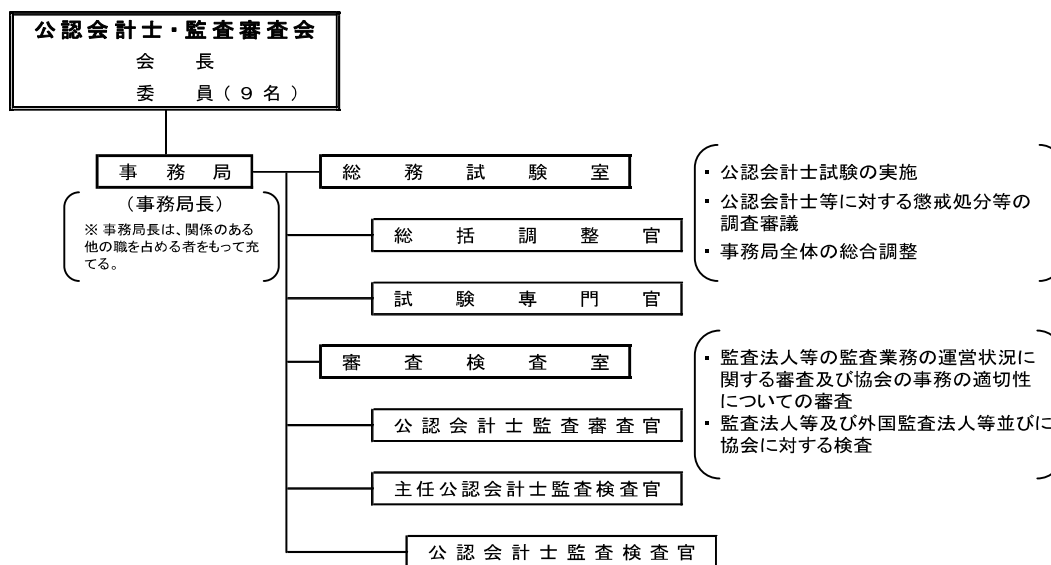 公認会計士・監査審査会
会長
委員(9名)
事務局
(事務局長)
※ 事務局長は、関係のある
他の職を占める者をもって充
てる。
総務試験室
総括調整官
試験専門官
・ 公認会計士試験の実施
・ 公認会計士等に対する懲戒処分等の
調査審議
・ 事務局全体の総合調整
審査検査室
公認会計士監査審査官
主任公認会計士監査検査官
公認会計士監査検査官
・ 監査法人等の監査業務の運営状況に
関する審査及び協会の事務の適切性
についての審査
・ 監査法人等及び外国監査法人等並びに
協会に対する検査